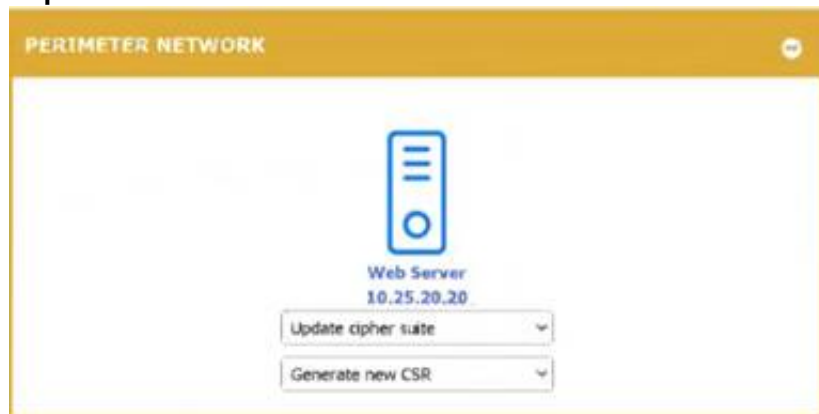 PERIMETER NETWORK
Web Server
10.25.20.20
Update cipher suite
Generate new CSR